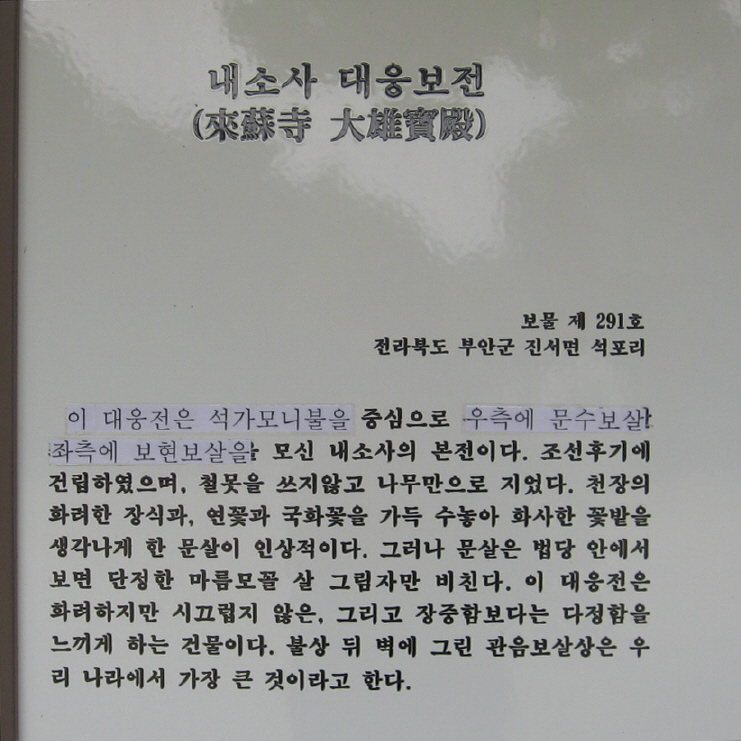 내소사 대웅보전
(來蘇寺 大雄寶殿)
보물 제 291호
전라북도 부안군 진서면 석포리
이 대웅전은 석가모니불을 중심으로 우측에 문수보살
좌측에 보현보살을 모신 내소사의 본전이다. 조선후기에
건립하였으며, 철못을 쓰지않고 나무만으로 지었다. 천장의
화려한 장식과, 연꽃과 국화꽃을 가득 수놓아 화사한 꽃밭을
생각나게 한 문살이 인상적이다. 그러나 문살은 법당 안에서
보면 단정한 마름모꼴 살 그림자만 비친다. 이 대웅전은
화려하지만 시끄럽지 않은, 그리고 장중함보다는 다정함을
느끼게 하는 건물이다. 불상 뒤 벽에 그린 관음보살상은 우
리 나라에서 가장 큰 것이라고 한다.